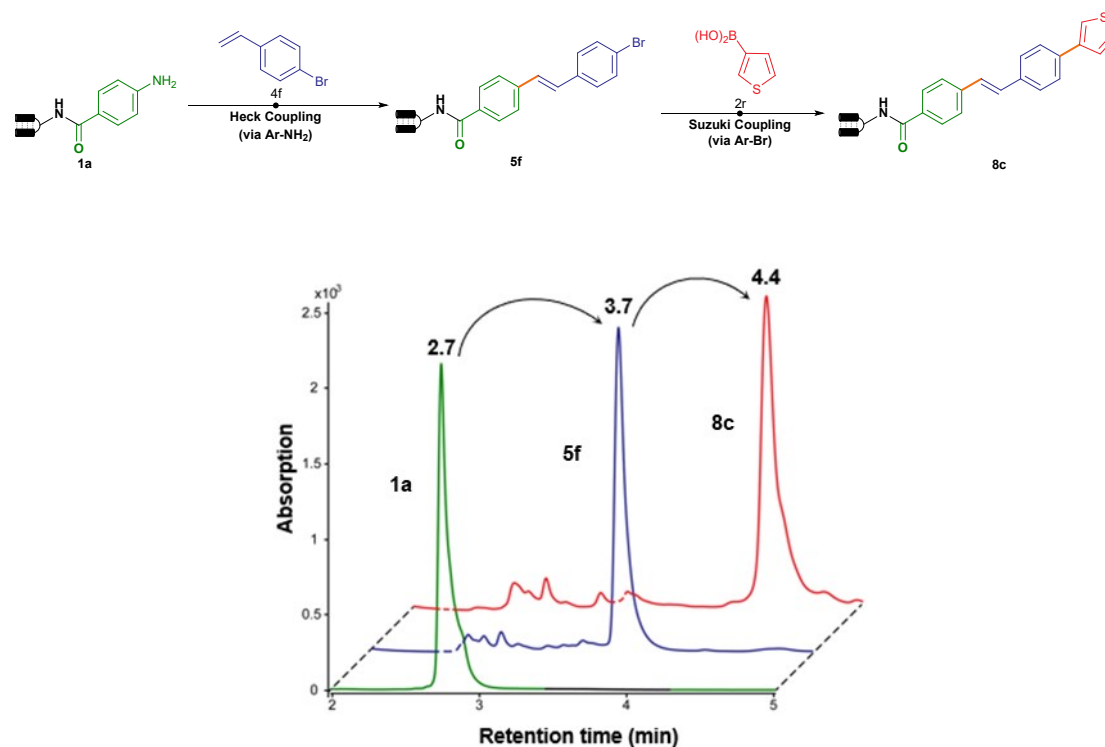 NH₂
H
N
O
1a
Br
4f
Heck Coupling
(via Ar-NH₂)
Br
H
N
O
5f
(HO)₂B
S
2r
Suzuki Coupling
(via Ar-Br)
S
H
N
O
8c
x10³
2.5
2
1.5
1
0.5
0
Absorption
2.7
3.7
4.4
1a
5f
8c
2 3 4 5
Retention time (min)